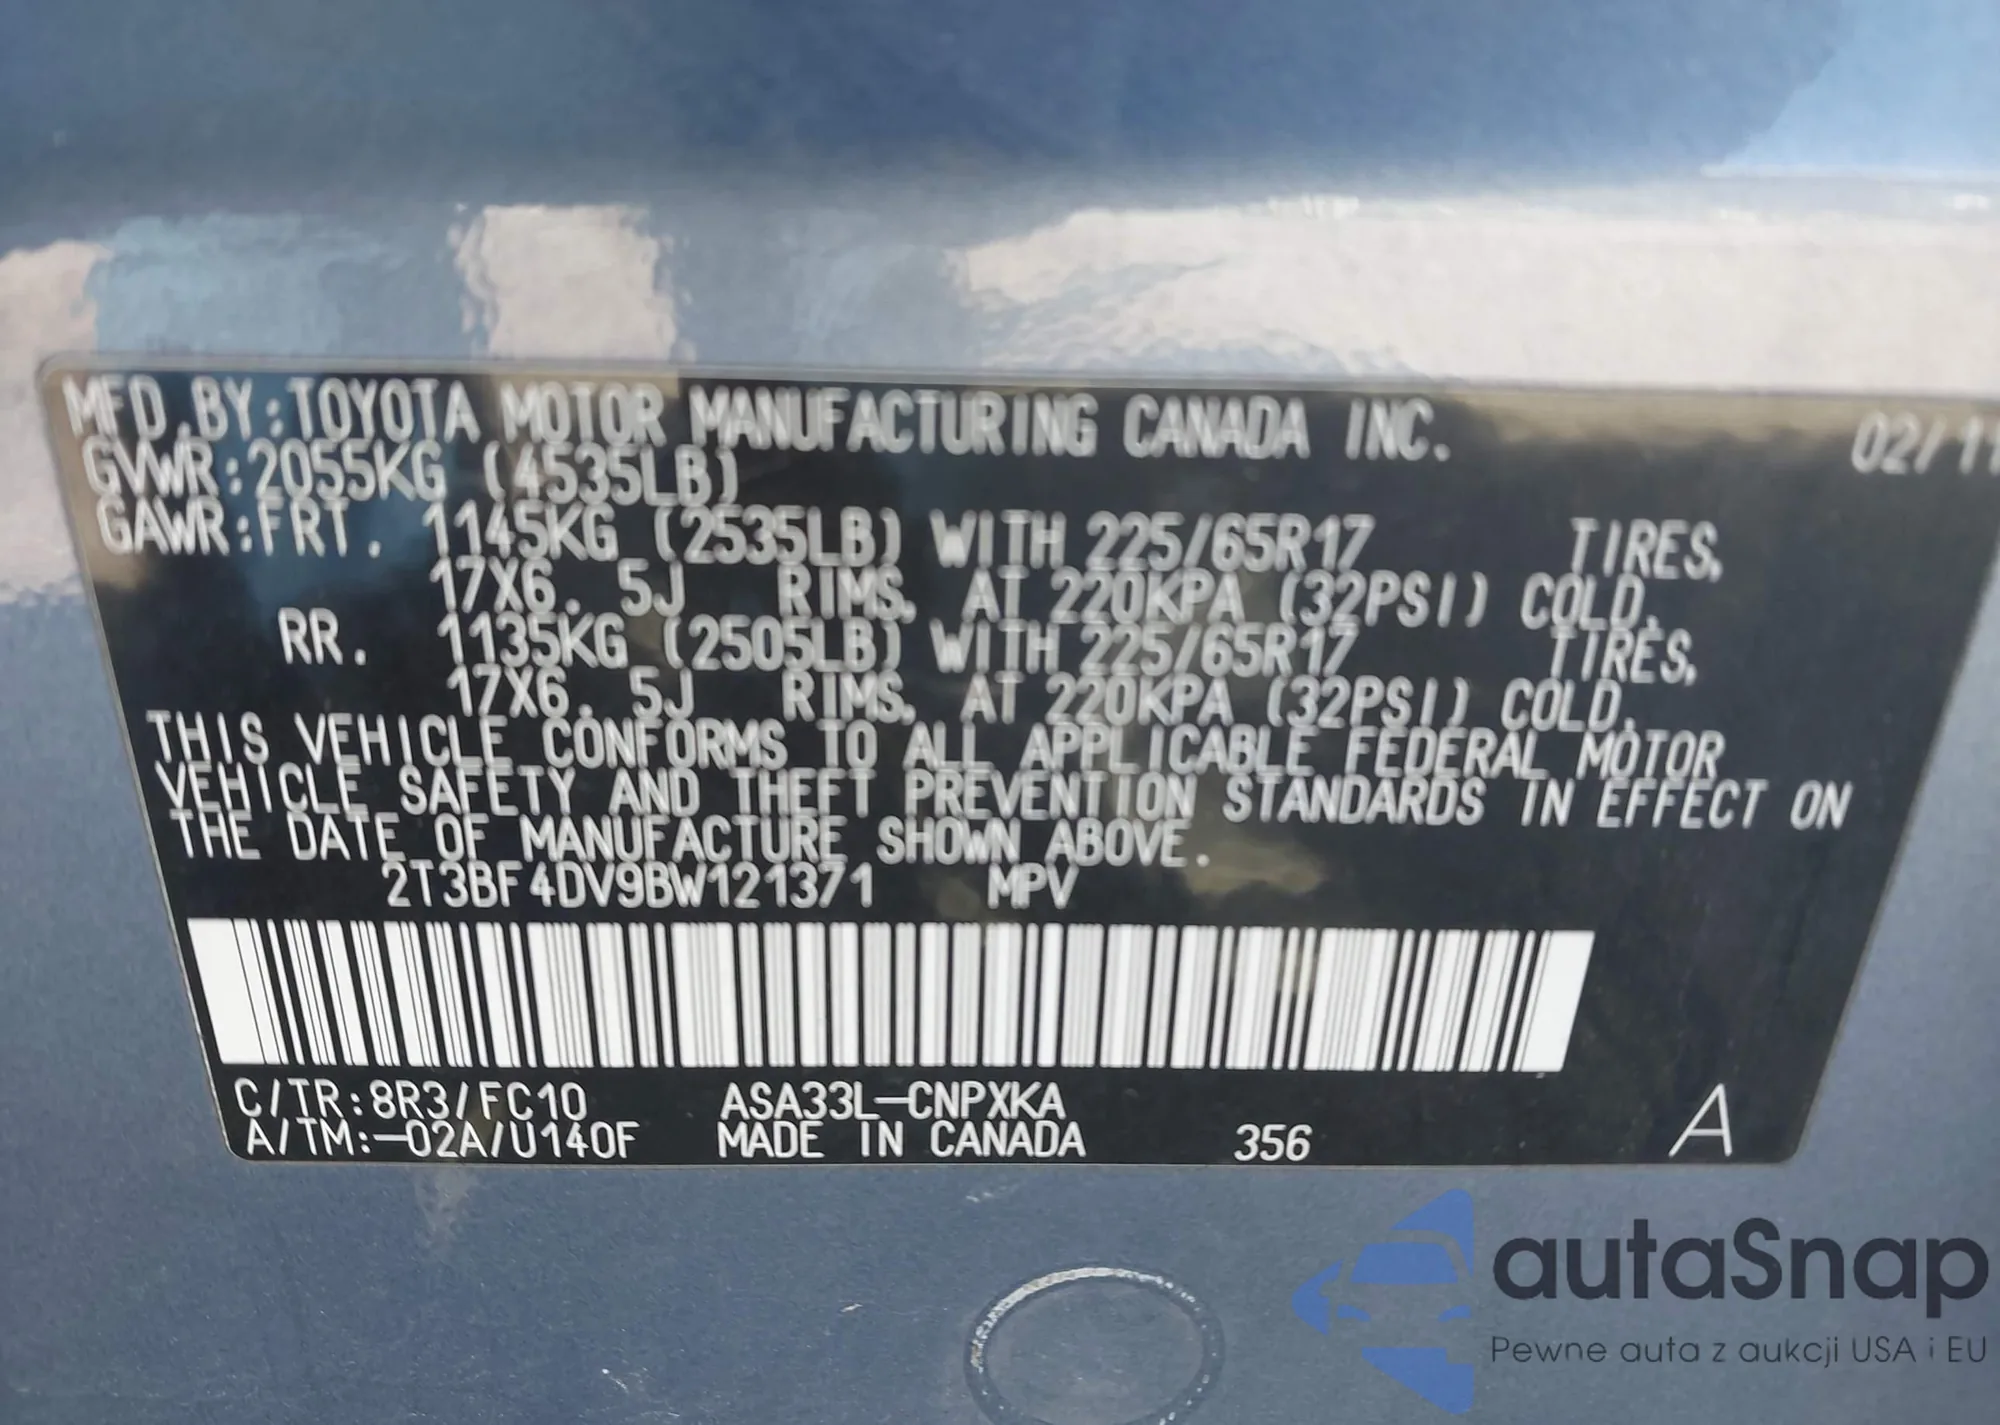 MFD.BY:TOYOTA MOTOR MANUFACTURING CANADA INC. 02/11
GVWR:2055KG (4535LB)
GAWR:FRT. 1145KG (2535LB) WITH 225/65R17 TIRES,
17X6.5J RIMS, AT 220KPA (32PSI) COLD.
RR. 1135KG (2505LB) WITH 225/65R17 TIRES,
17X6.5J RIMS, AT 220KPA (32PSI) COLD.
THIS VEHICLE CONFORMS TO ALL APPLICABLE FEDERAL MOTOR
VEHICLE SAFETY AND THEFT PREVENTION STANDARDS IN EFFECT ON
THE DATE OF MANUFACTURE SHOWN ABOVE.
2T3BF4DV9BW121371 MPV
C/TR:8R3/FC10 ASA33L-CNPXKA
A/TM:-02A/U140F MADE IN CANADA 356 A
autaSnap
Pewne auta z aukcji USA i EU